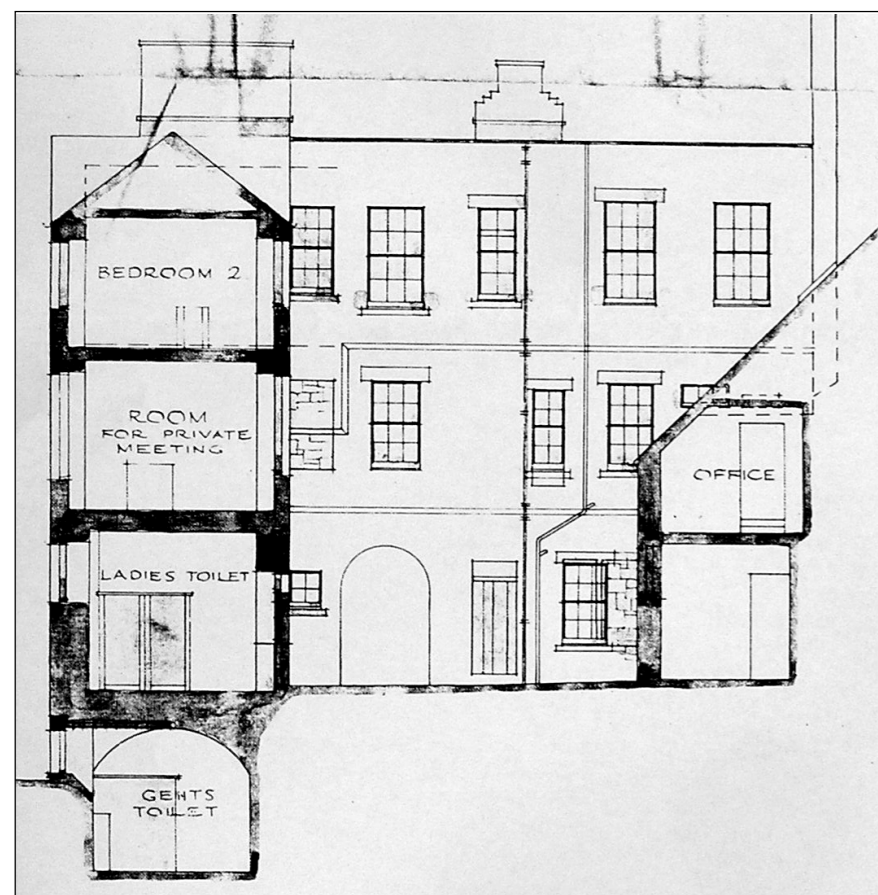 BEDROOM 2
ROOM
FOR PRIVATE
MEETING
OFFICE
LADIES TOILET
GENTS
TOILET